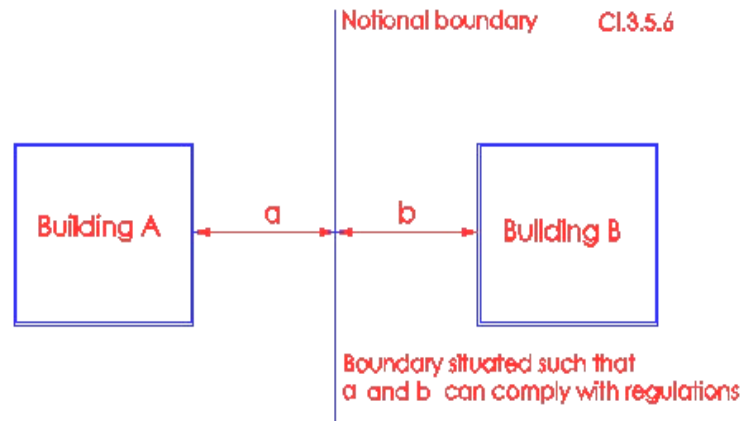 Notional boundary Cl.3.5.6
Building A
a
b
Building B
Boundary situated such that
a and b can comply with regulations